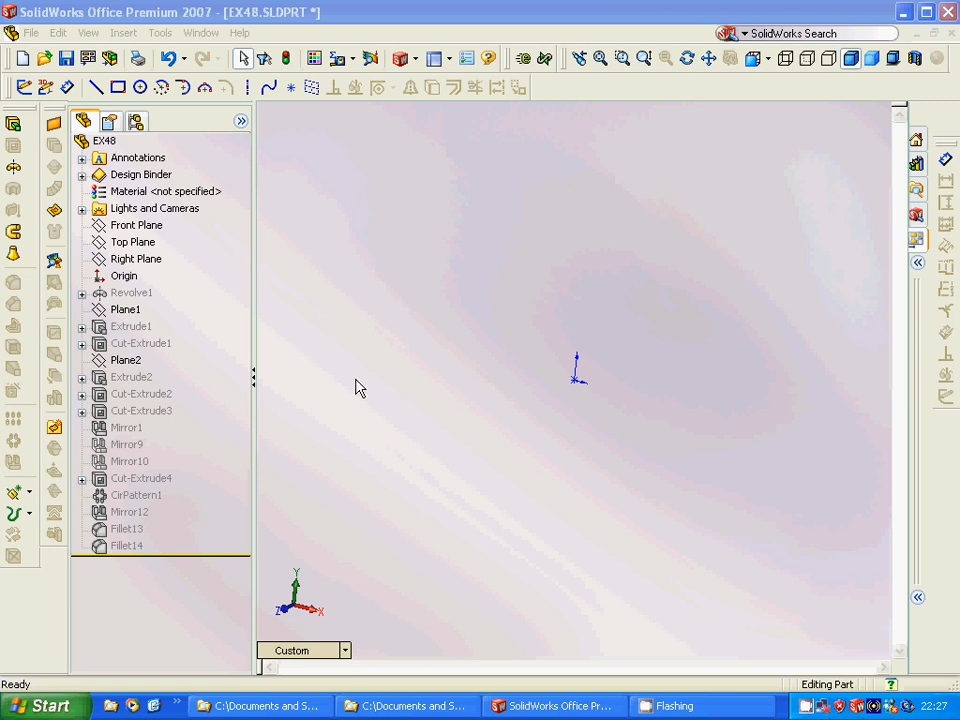 SolidWorks Office Premium 2007 - [EX48.SLDPRT *]
File Edit View Insert Tools Window Help
SolidWorks Search
EX48
Annotations
Design Binder
Material <not specified>
Lights and Cameras
Front Plane
Top Plane
Right Plane
Origin
Revolve1
Plane1
Extrude1
Cut-Extrude1
Plane2
Extrude2
Cut-Extrude2
Cut-Extrude3
Mirror1
Mirror9
Mirror10
Cut-Extrude4
CirPattern1
Mirror12
Fillet13
Fillet14
Y
Z X
Custom
Ready Editing Part
Start C:\Documents and S... C:\Documents and S... SolidWorks Office Pr... Flashing 22:27